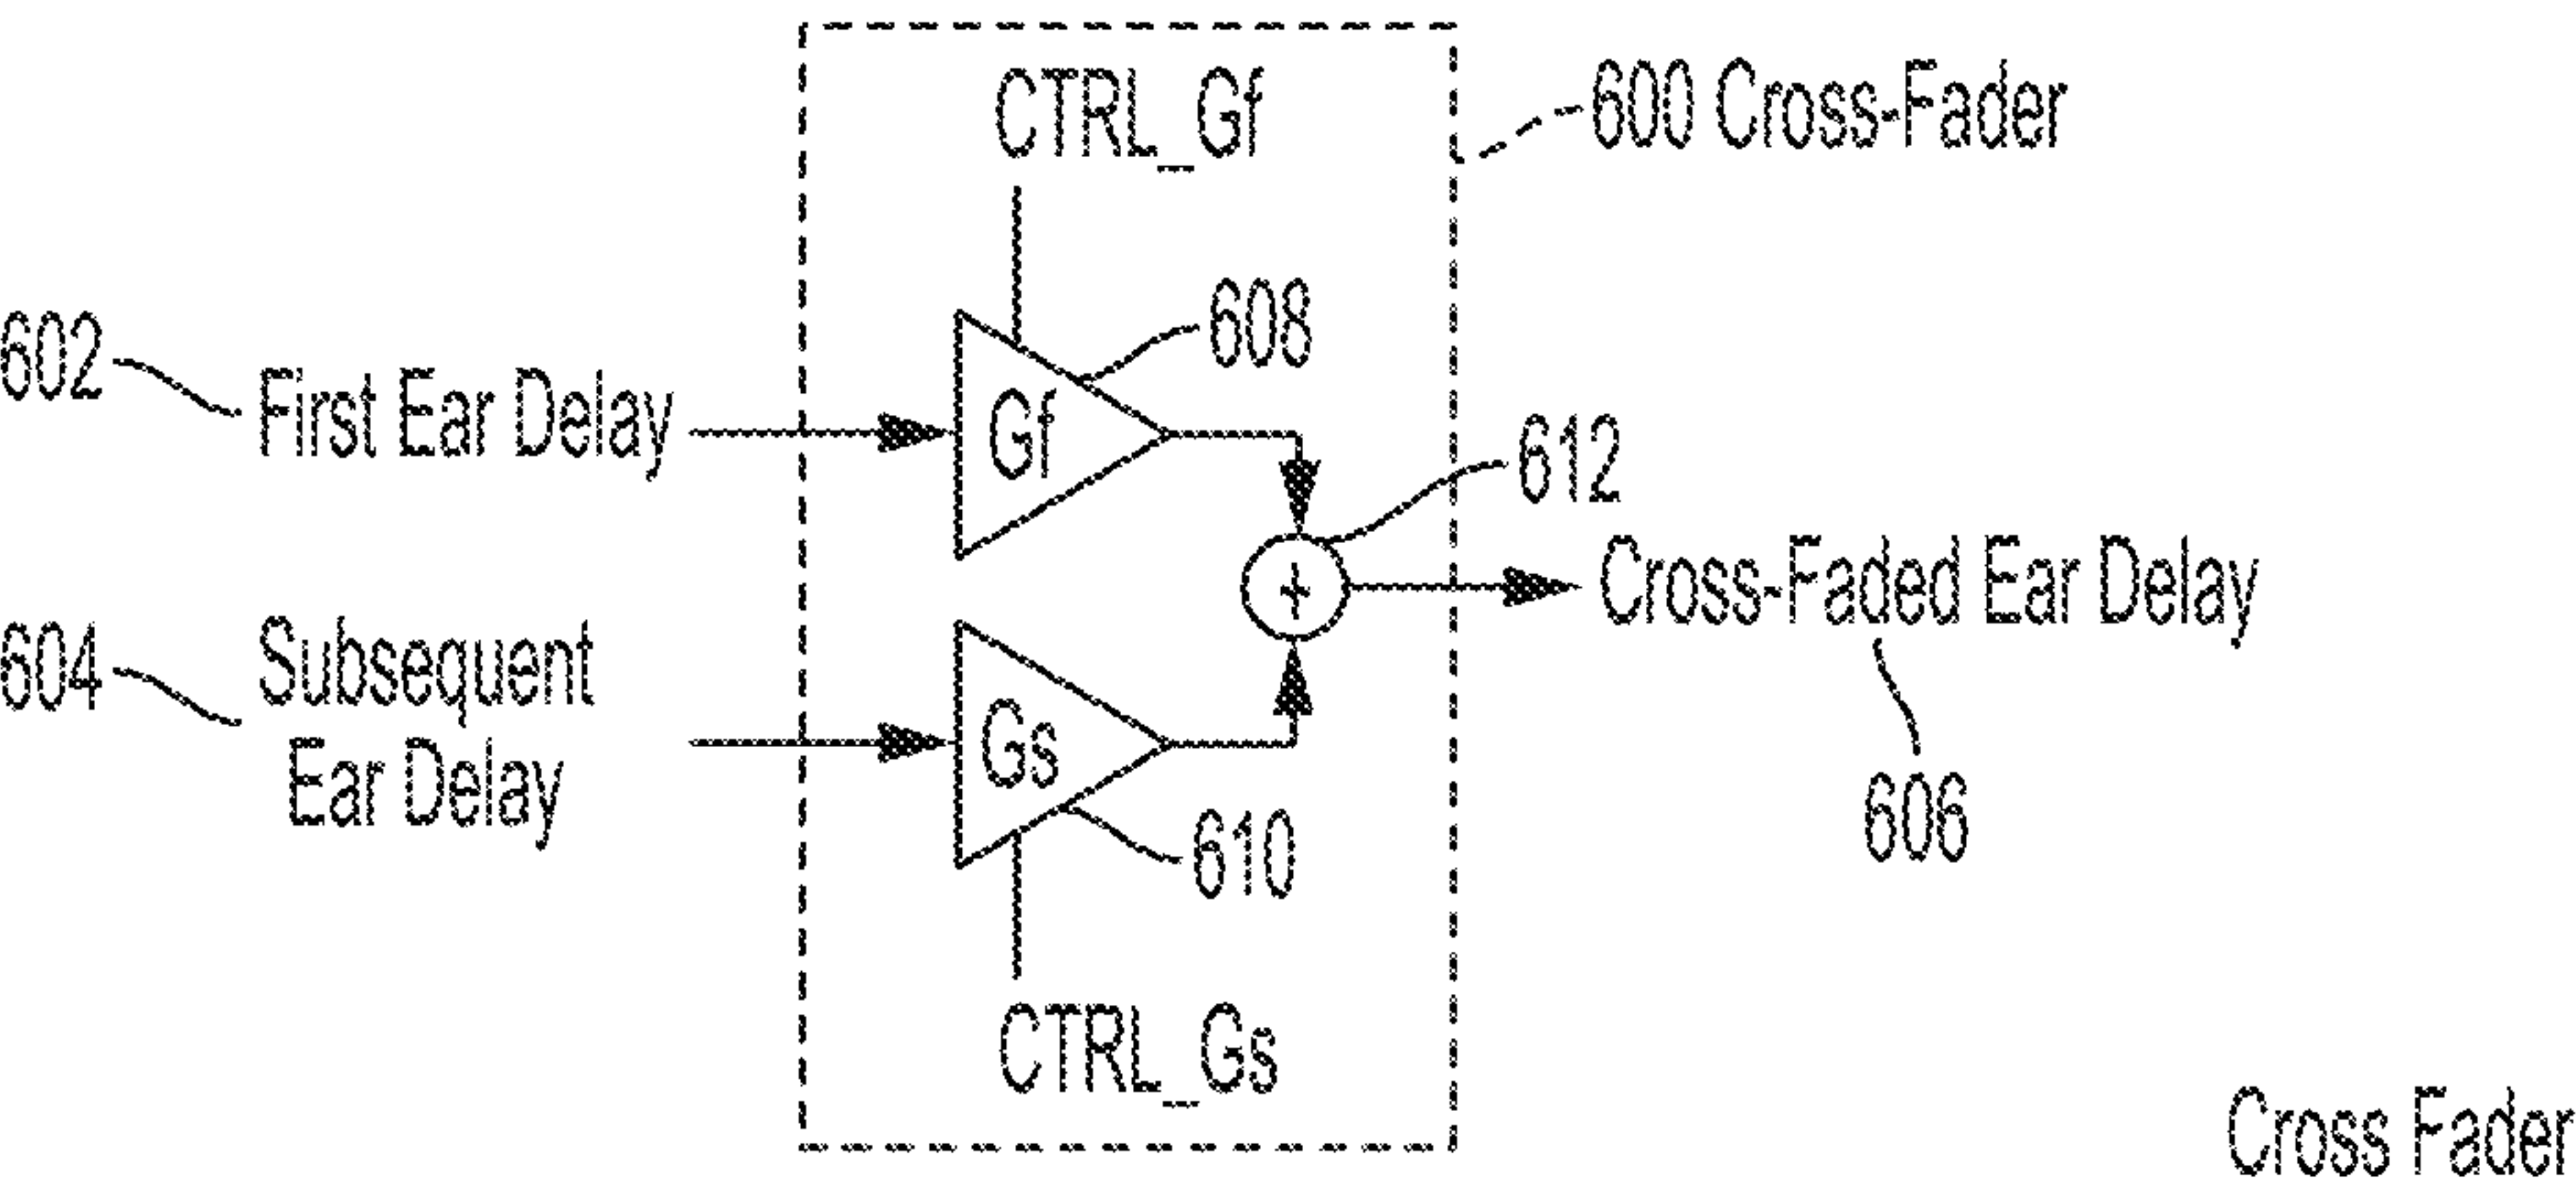 CTRL_Gf
600 Cross-Fader
608
602
First Ear Delay
Gf
612
+
Cross-Faded Ear Delay
604
Subsequent
Ear Delay
Gs
606
610
CTRL_Gs
Cross Fader